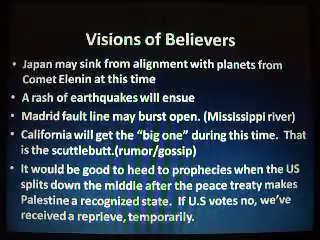 Visions of Believers
• Japan may sink from alignment with planets from
Comet Elenin at this time
• A rash of earthquakes will ensue
• Madrid fault line may burst open. (Mississippi river)
• California will get the "big one" during this time.  That
is the scuttlebutt.(rumor/gossip)
• It would be good to heed to prophecies when the US
splits down the middle after the peace treaty makes
Palestine a recognized state.  If U.S votes no, we've
received a reprieve, temporarily.